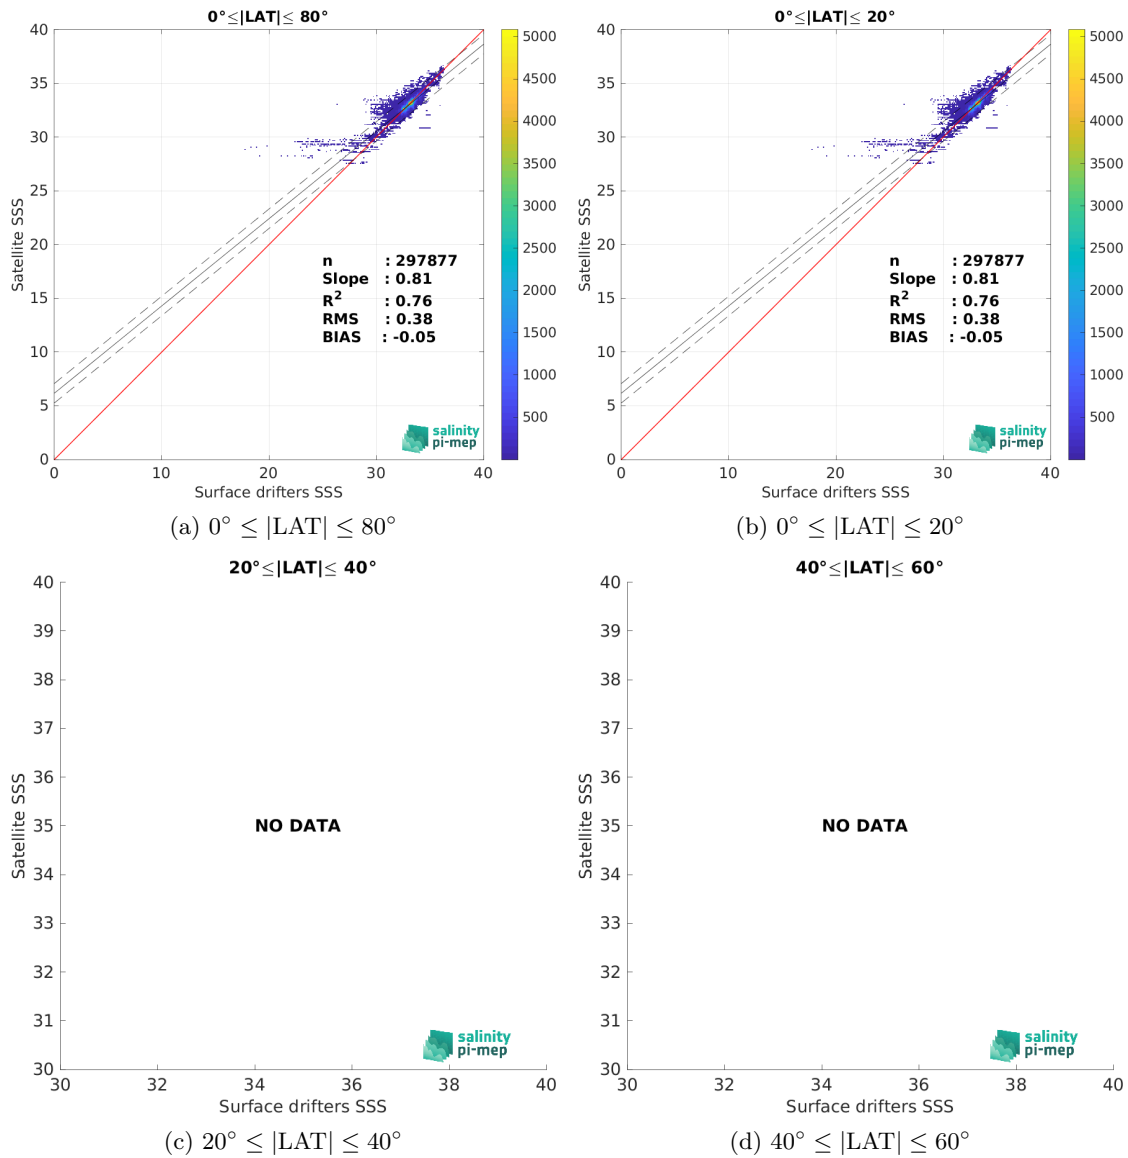 0°≤|LAT|≤ 80°
40
35
30
25
20
15
10
5
0
Satellite SSS
0
10
20
30
40
Surface drifters SSS
n : 297877
Slope : 0.81
R² : 0.76
RMS : 0.38
BIAS : -0.05
salinity
pi-mep
5000
4500
4000
3500
3000
2500
2000
1500
1000
500
(a) 0° ≤ |LAT| ≤ 80°
0°≤|LAT|≤ 20°
40
35
30
25
20
15
10
5
0
Satellite SSS
0
10
20
30
40
Surface drifters SSS
n : 297877
Slope : 0.81
R² : 0.76
RMS : 0.38
BIAS : -0.05
salinity
pi-mep
5000
4500
4000
3500
3000
2500
2000
1500
1000
500
(b) 0° ≤ |LAT| ≤ 20°
20°≤|LAT|≤ 40°
40
39
38
37
36
35
34
33
32
31
30
Satellite SSS
NO DATA
salinity
pi-mep
30
32
34
36
38
40
Surface drifters SSS
(c) 20° ≤ |LAT| ≤ 40°
40°≤|LAT|≤ 60°
40
39
38
37
36
35
34
33
32
31
30
Satellite SSS
NO DATA
salinity
pi-mep
30
32
34
36
38
40
Surface drifters SSS
(d) 40° ≤ |LAT| ≤ 60°